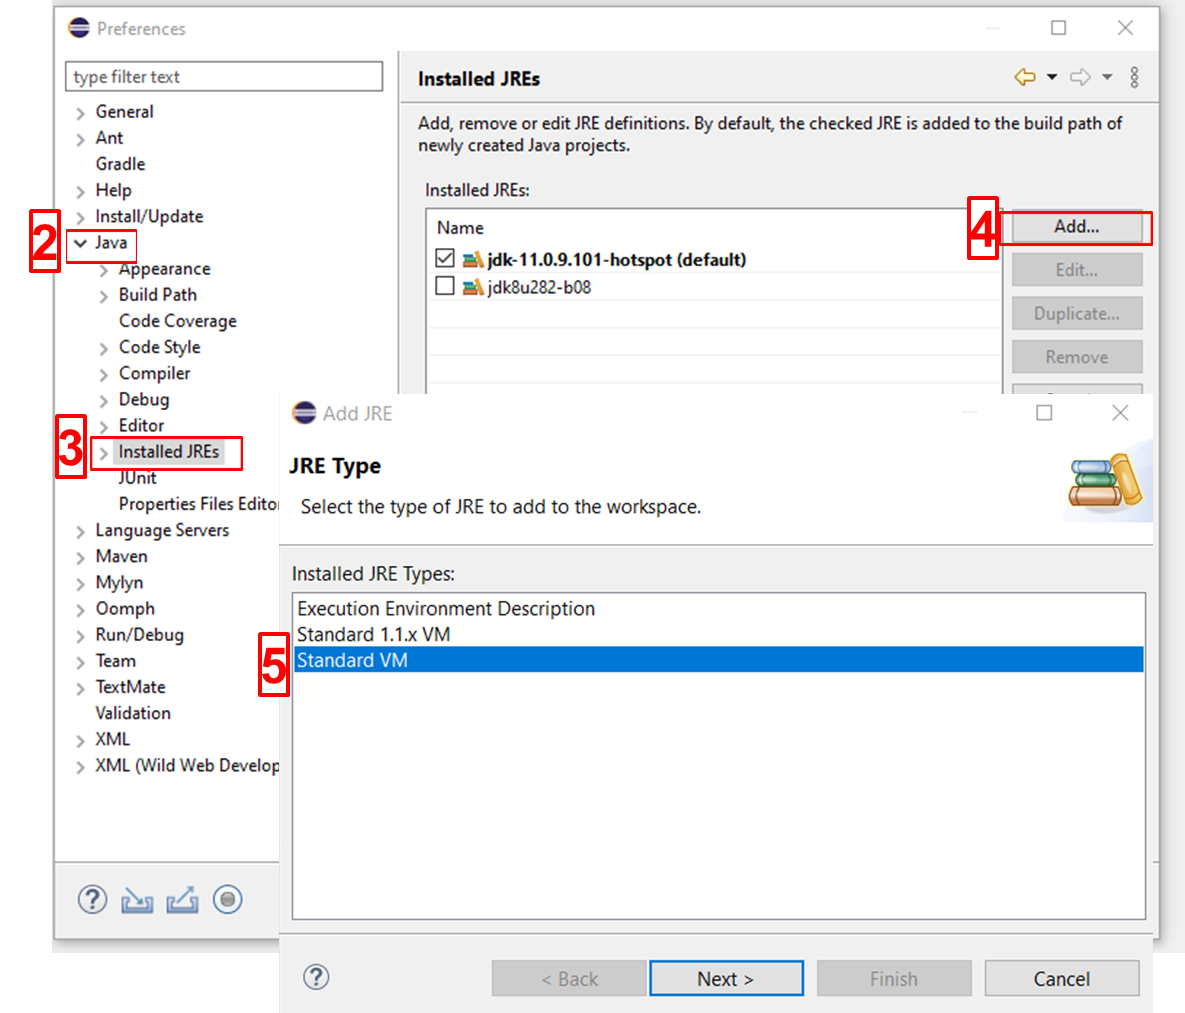 Preferences
type filter text
General
Ant
Gradle
Help
Install/Update
2
Java
Appearance
Build Path
Code Coverage
Code Style
Compiler
Debug
Editor
3
Installed JREs
JUnit
Properties Files Editor
Language Servers
Maven
Mylyn
Oomph
Run/Debug
Team
TextMate
Validation
XML
XML (Wild Web Develop
Installed JREs
Add, remove or edit JRE definitions. By default, the checked JRE is added to the build path of
newly created Java projects.
Installed JREs:
Name
jdk-11.0.9.101-hotspot (default)
jdk8u282-b08
4
Add...
Edit...
Duplicate...
Remove
Add JRE
JRE Type
Select the type of JRE to add to the workspace.
Installed JRE Types:
Execution Environment Description
Standard 1.1.x VM
5
Standard VM
< Back
Next >
Finish
Cancel